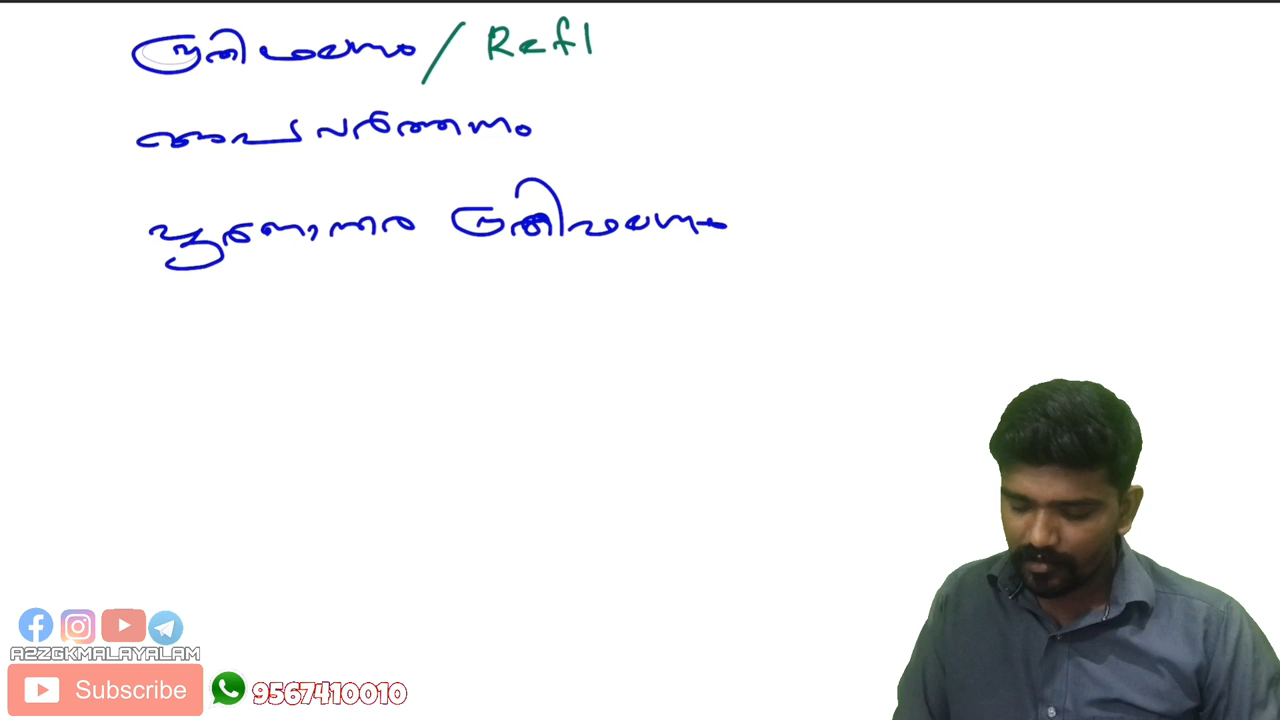 പ്രതിഫലനം / Refl
അപവർത്തനം
പൂർണാന്തര പ്രതിഫലനം
A2ZGKMALAYALAM
Subscribe
9567410010